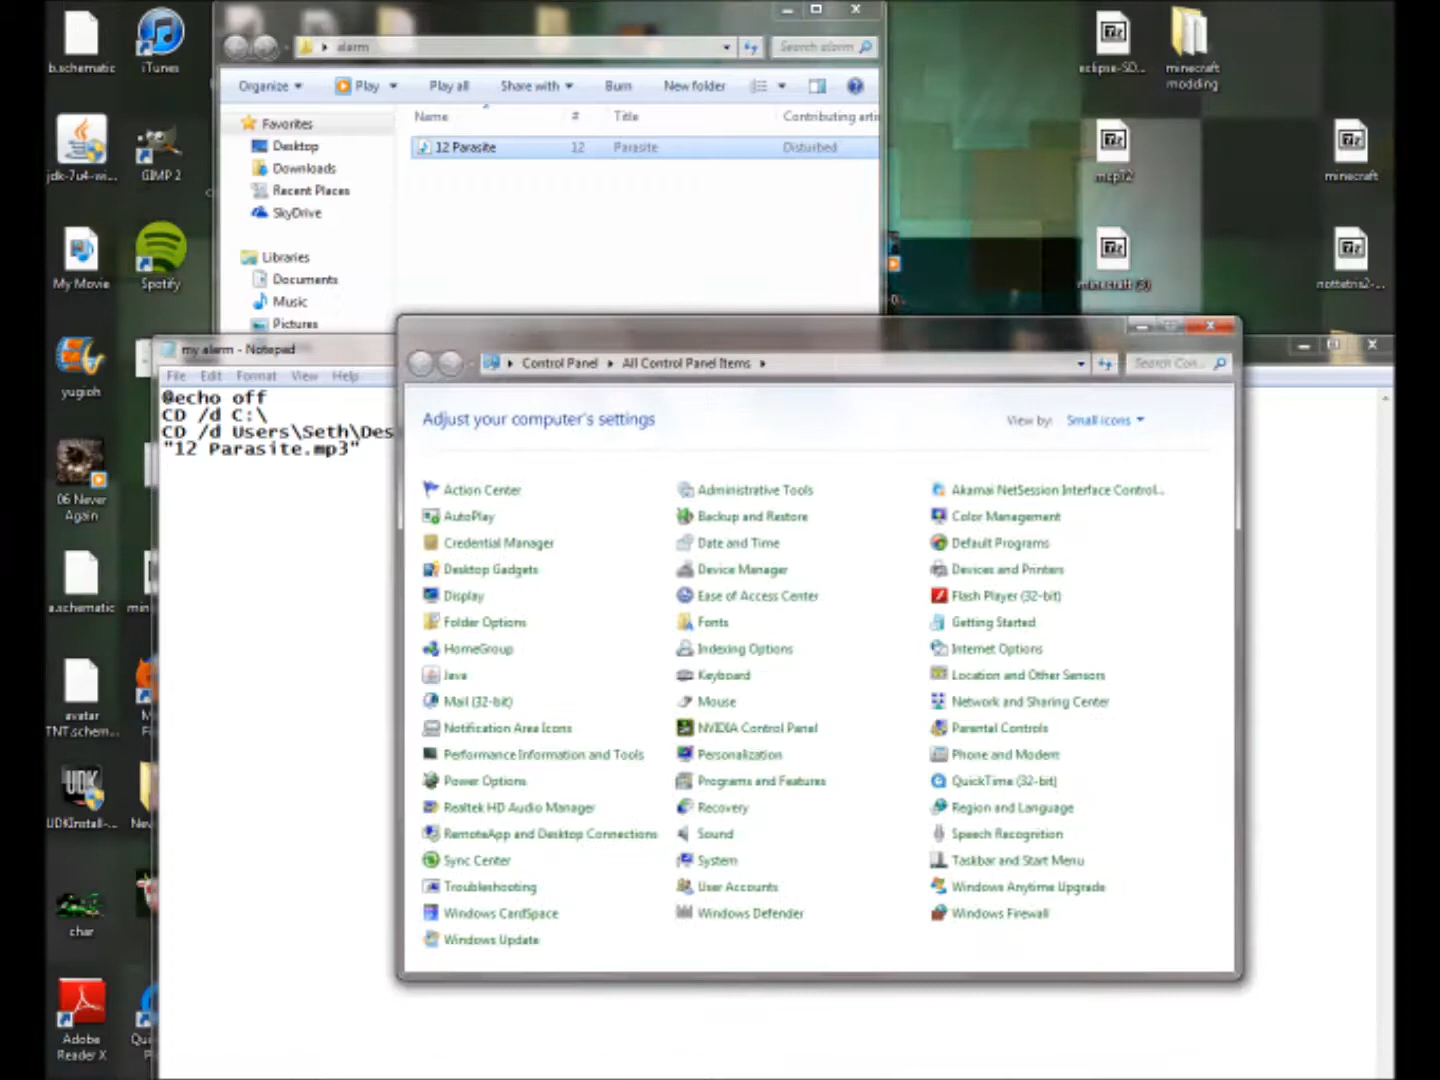 b.schematic
iTunes
alarm
Search alarm
Organize
Play
Play all
Share with
Burn
New folder
Name
#
Title
Contributing arti
Favorites
Desktop
Downloads
Recent Places
SkyDrive
Libraries
Documents
Music
Pictures
12 Parasite
12
Parasite
Disturbed
eclipse-SD...
minecraft
modding
mcp72
minecraft
minecraft (3)
nottetris2-...
jdk-7u4-wi...
GIMP 2
My Movie
Spotify
yugioh
06 Never
Again
a.schematic
min
avatar
TNT.schem...
UDK
UDKInstall-...
Nev
char
Adobe
Reader X
my alarm - Notepad
File
Edit
Format
View
Help
@echo off
CD /d C:\
CD /d Users\Seth\Des
"12 Parasite.mp3"
Control Panel
All Control Panel Items
Search Con...
Adjust your computer's settings
View by:
Small icons
Action Center
Administrative Tools
Akamai NetSession Interface Control...
AutoPlay
Backup and Restore
Color Management
Credential Manager
Date and Time
Default Programs
Desktop Gadgets
Device Manager
Devices and Printers
Display
Ease of Access Center
Flash Player (32-bit)
Folder Options
Fonts
Getting Started
HomeGroup
Indexing Options
Internet Options
Java
Keyboard
Location and Other Sensors
Mail (32-bit)
Mouse
Network and Sharing Center
Notification Area Icons
NVIDIA Control Panel
Parental Controls
Performance Information and Tools
Personalization
Phone and Modem
Power Options
Programs and Features
QuickTime (32-bit)
Realtek HD Audio Manager
Recovery
Region and Language
RemoteApp and Desktop Connections
Sound
Speech Recognition
Sync Center
System
Taskbar and Start Menu
Troubleshooting
User Accounts
Windows Anytime Upgrade
Windows CardSpace
Windows Defender
Windows Firewall
Windows Update